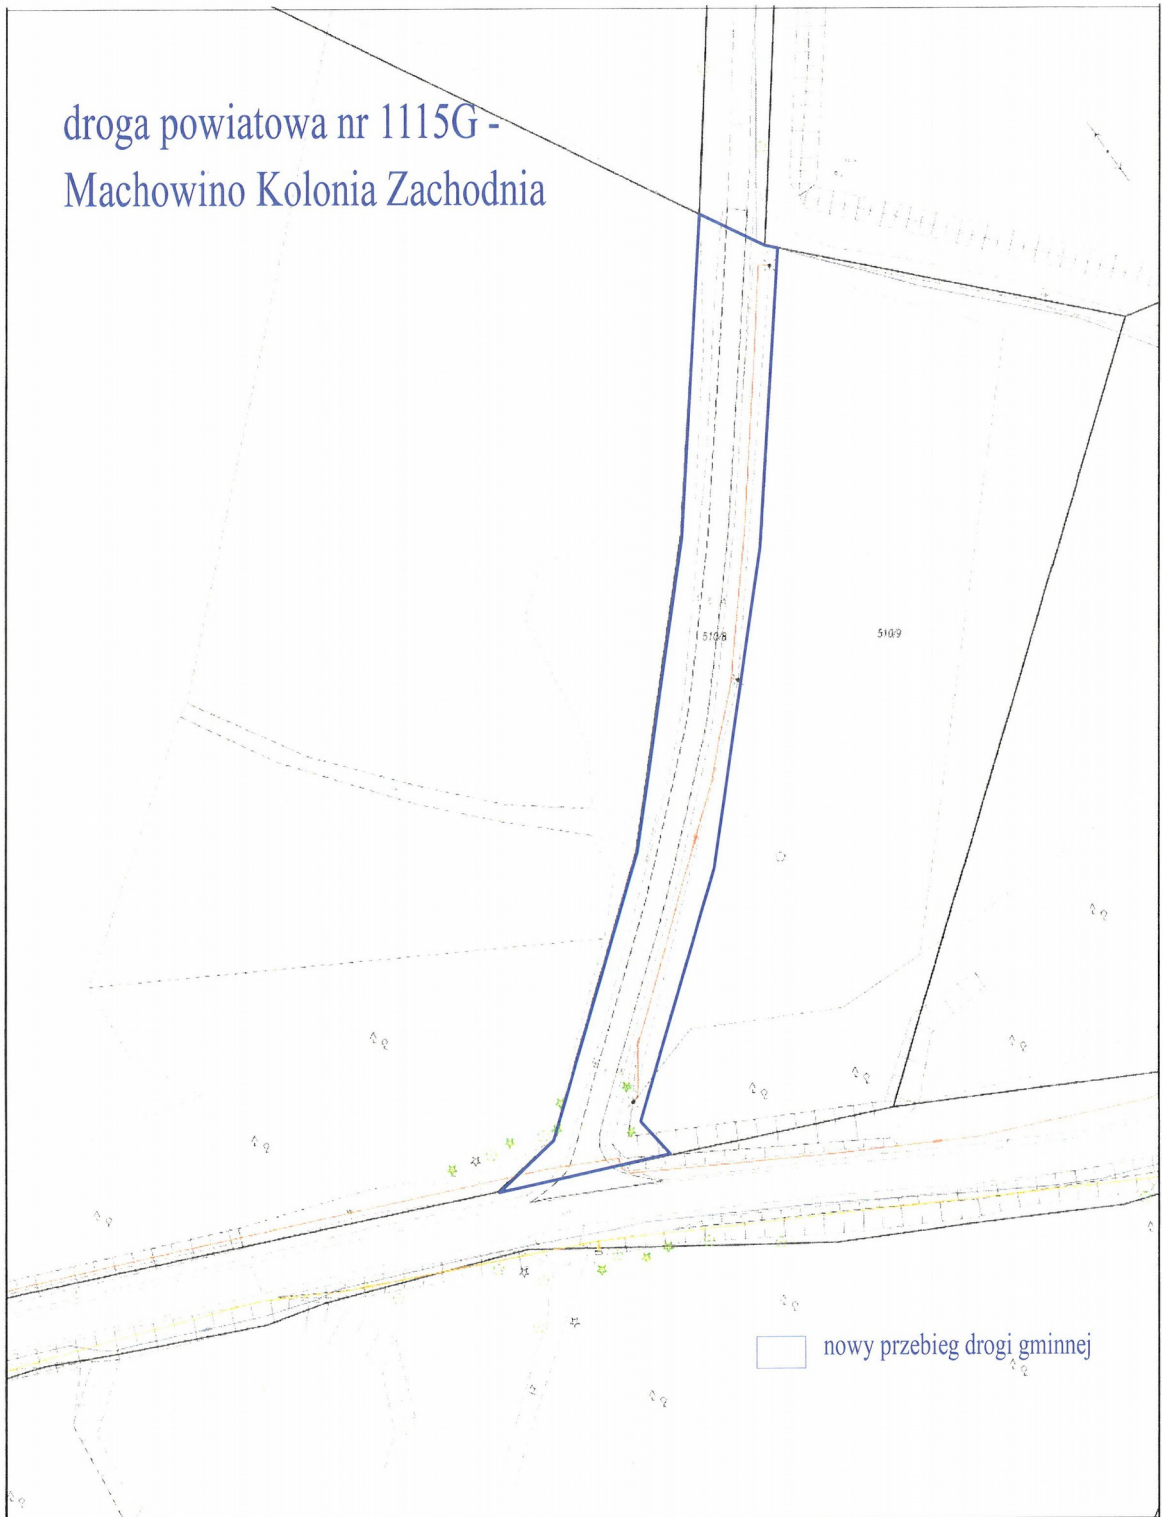 droga powiatowa nr 1115G -
Machowino Kolonia Zachodnia
510/8
510/9
nowy przebieg drogi gminnej